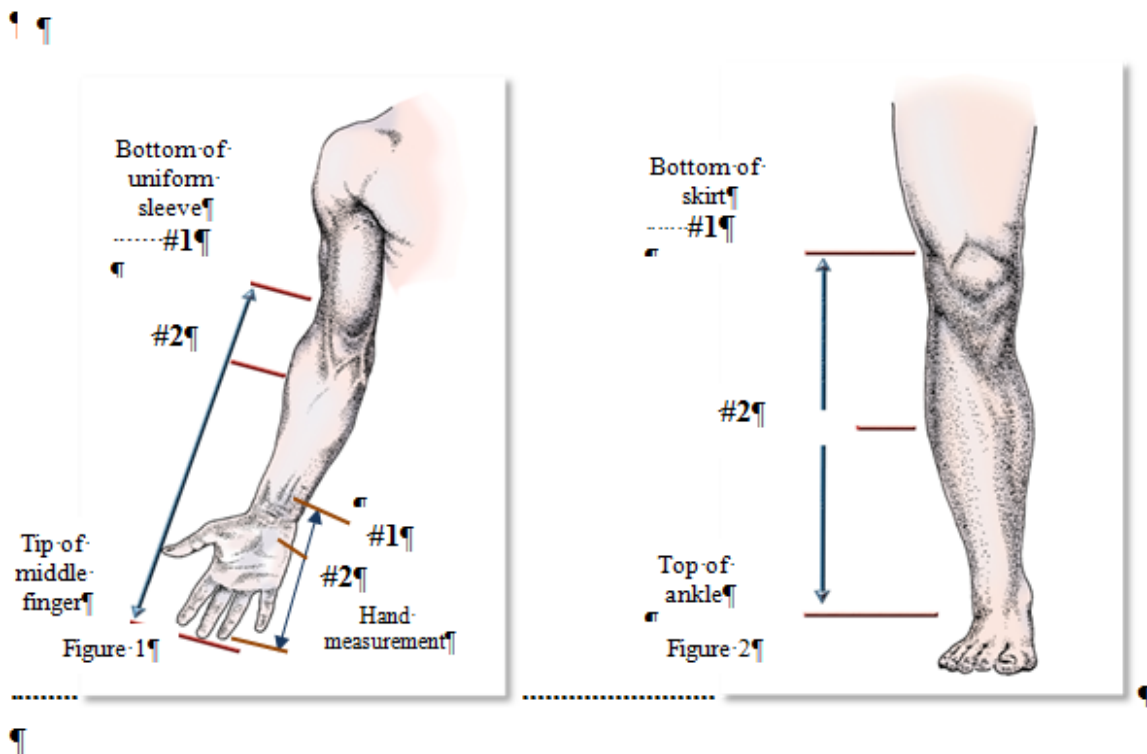 ¶ ¶
Bottom·of·
uniform·
sleeve¶
#1¶
¶
#2¶
¶
#1¶
#2¶
Tip·of·
middle·
finger¶
Hand·
measurement¶
Figure·1¶
Bottom·of·
skirt¶
#1¶
¶
#2¶
Top·of·
ankle¶
¶
Figure·2¶
¶
¶